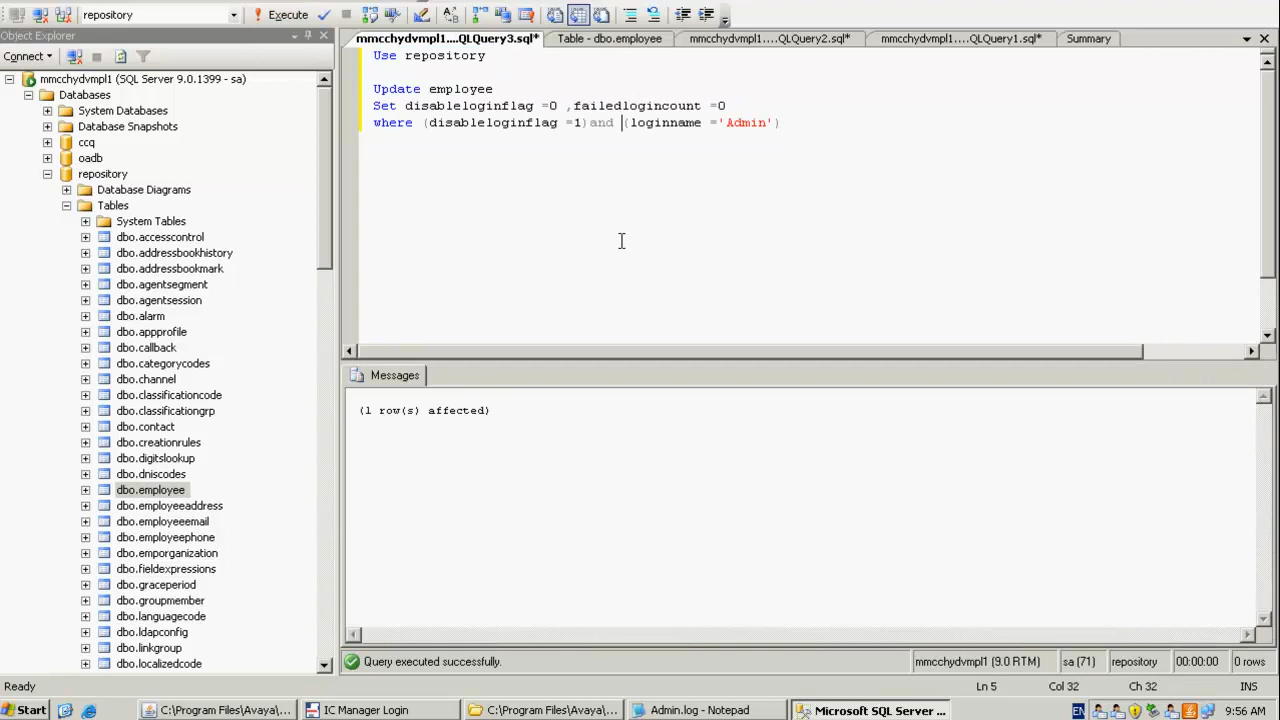 repository
Execute
Object Explorer
Connect
mmcchydvmpl1 (SQL Server 9.0.1399 - sa)
Databases
System Databases
Database Snapshots
ccq
oadb
repository
Database Diagrams
Tables
System Tables
dbo.accesscontrol
dbo.addressbookhistory
dbo.addressbookmark
dbo.agentsegment
dbo.agentsession
dbo.alarm
dbo.appprofile
dbo.callback
dbo.categorycodes
dbo.channel
dbo.classificationcode
dbo.classificationgrp
dbo.contact
dbo.creationrules
dbo.digitslookup
dbo.dniscodes
dbo.employee
dbo.employeeaddress
dbo.employeeemail
dbo.employeephone
dbo.emporganization
dbo.fieldexpressions
dbo.graceperiod
dbo.groupmember
dbo.languagecode
dbo.ldapconfig
dbo.linkgroup
dbo.localizedcode
mmcchydvmpl1....QLQuery3.sql* Table - dbo.employee mmcchydvmpl1....QLQuery2.sql* mmcchydvmpl1....QLQuery1.sql* Summary
Use repository
Update employee
Set disableloginflag =0 ,failedlogincount =0
where (disableloginflag =1)and (loginname ='Admin')
Messages
(1 row(s) affected)
Query executed successfully. mmcchydvmpl1 (9.0 RTM) sa (71) repository 00:00:00 0 rows
Ready Ln 5 Col 32 Ch 32 INS
Start C:\Program Files\Avaya\... IC Manager Login C:\Program Files\Avaya\... Admin.log - Notepad Microsoft SQL Server ... EN 9:56 AM